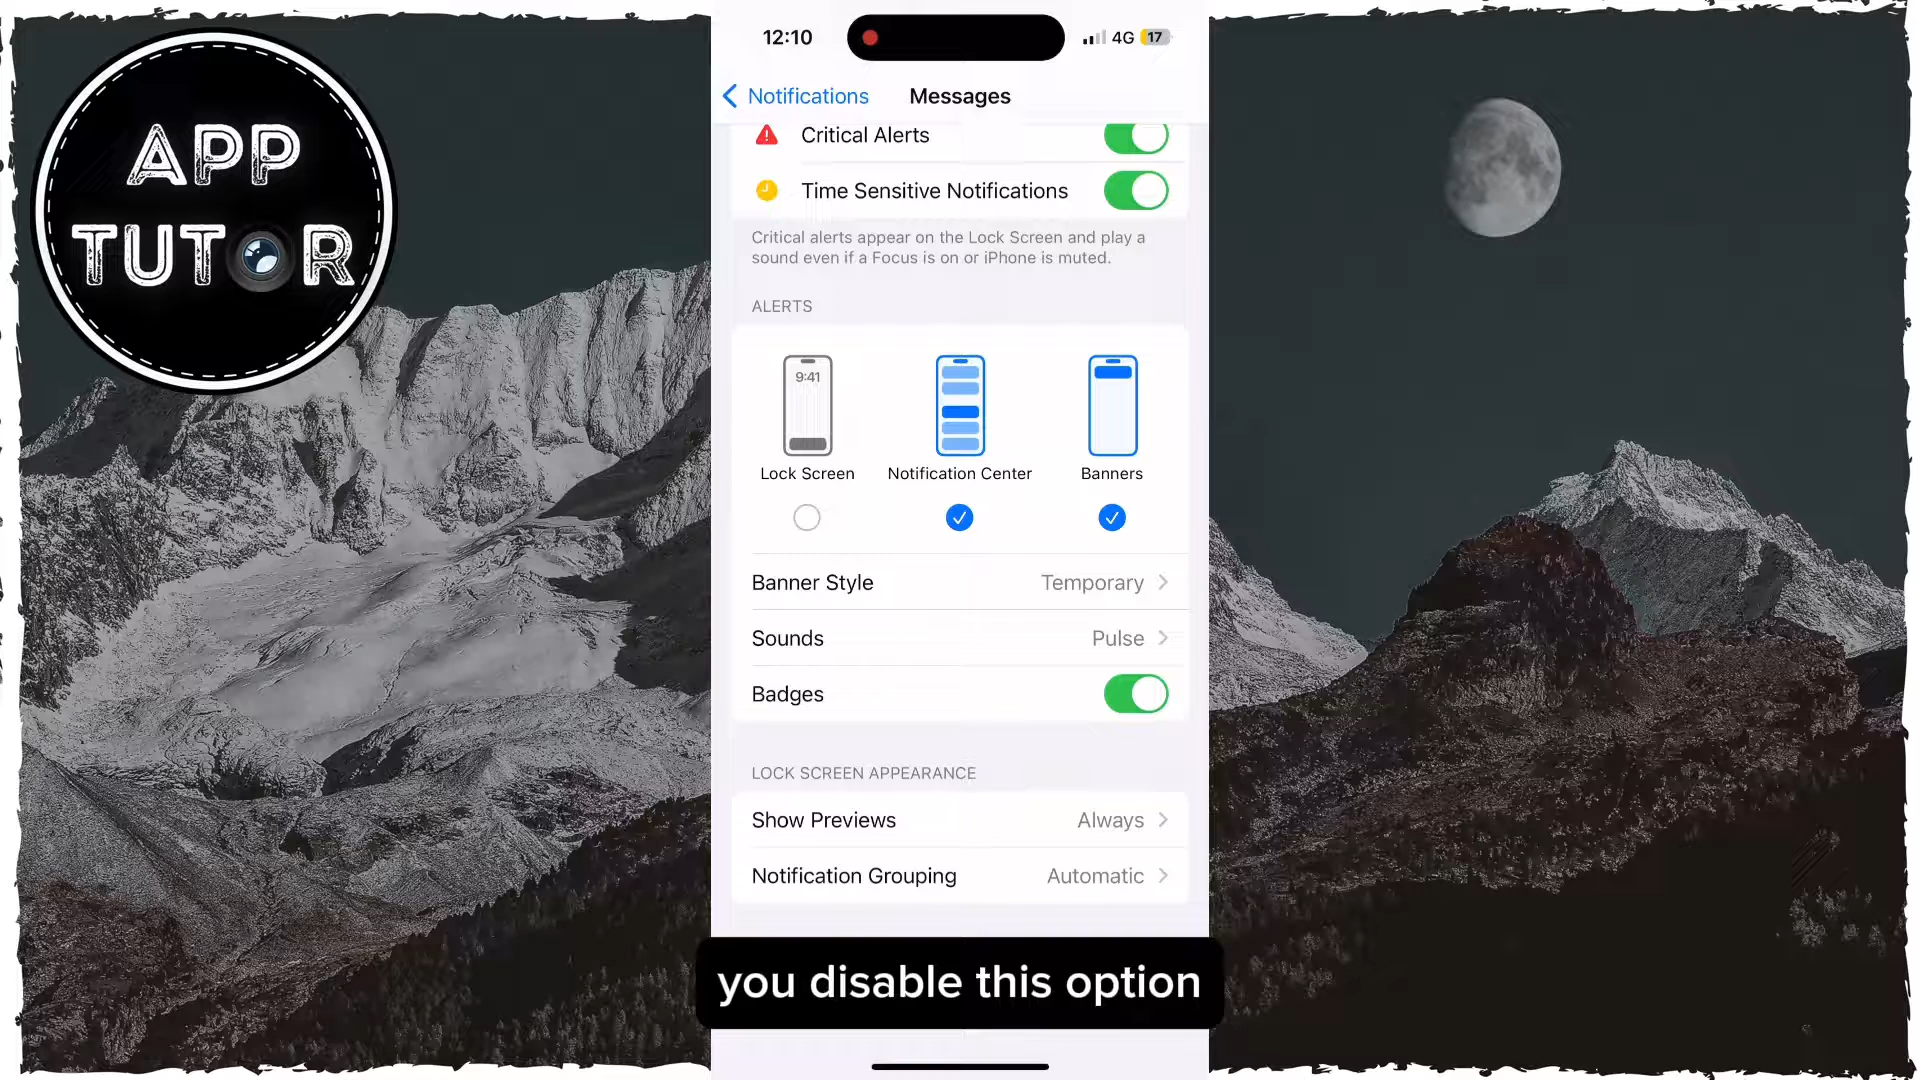 APP
TUTOR
12:10
4G 17
Notifications
Messages
Critical Alerts
Time Sensitive Notifications
Critical alerts appear on the Lock Screen and play a
sound even if a Focus is on or iPhone is muted.
ALERTS
9:41
Lock Screen
Notification Center
Banners
Banner Style
Temporary
Sounds
Pulse
Badges
LOCK SCREEN APPEARANCE
Show Previews
Always
Notification Grouping
Automatic
you disable this option